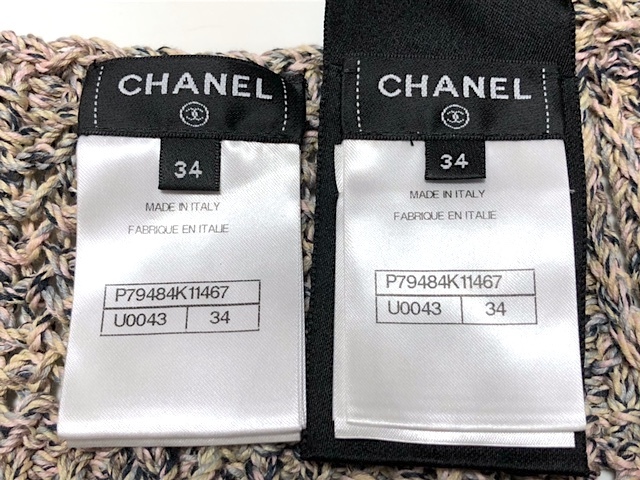 CHANEL
34
MADE IN ITALY
FABRIQUE EN ITALIE
P79484K11467
U0043 34
CHANEL
34
MADE IN ITALY
FABRIQUE EN ITALIE
P79484K11467
U0043 34